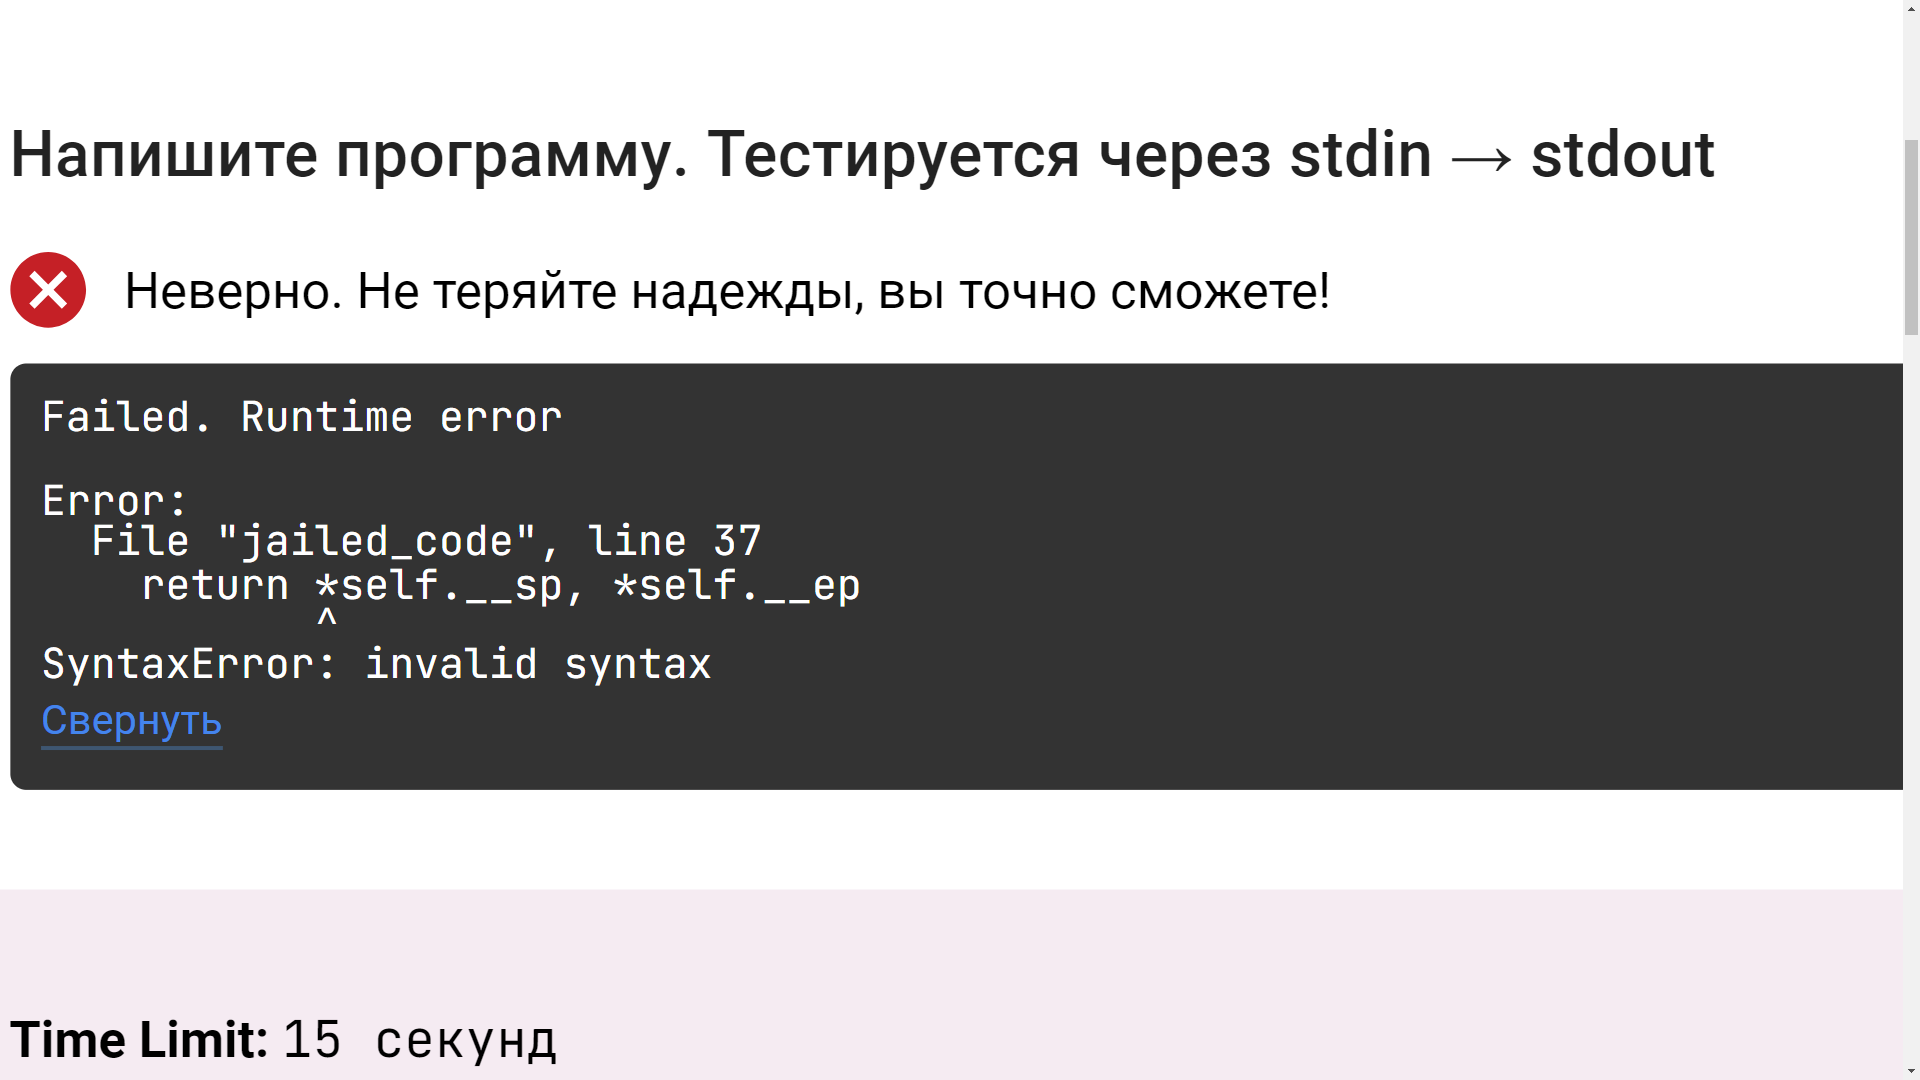 Напишите программу. Тестируется через stdin → stdout
Неверно. Не теряйте надежды, вы точно сможете!
Failed. Runtime error
Error:
  File "jailed_code", line 37
    return *self.__sp, *self.__ep
           ^
SyntaxError: invalid syntax
Свернуть
Time Limit: 15 секунд